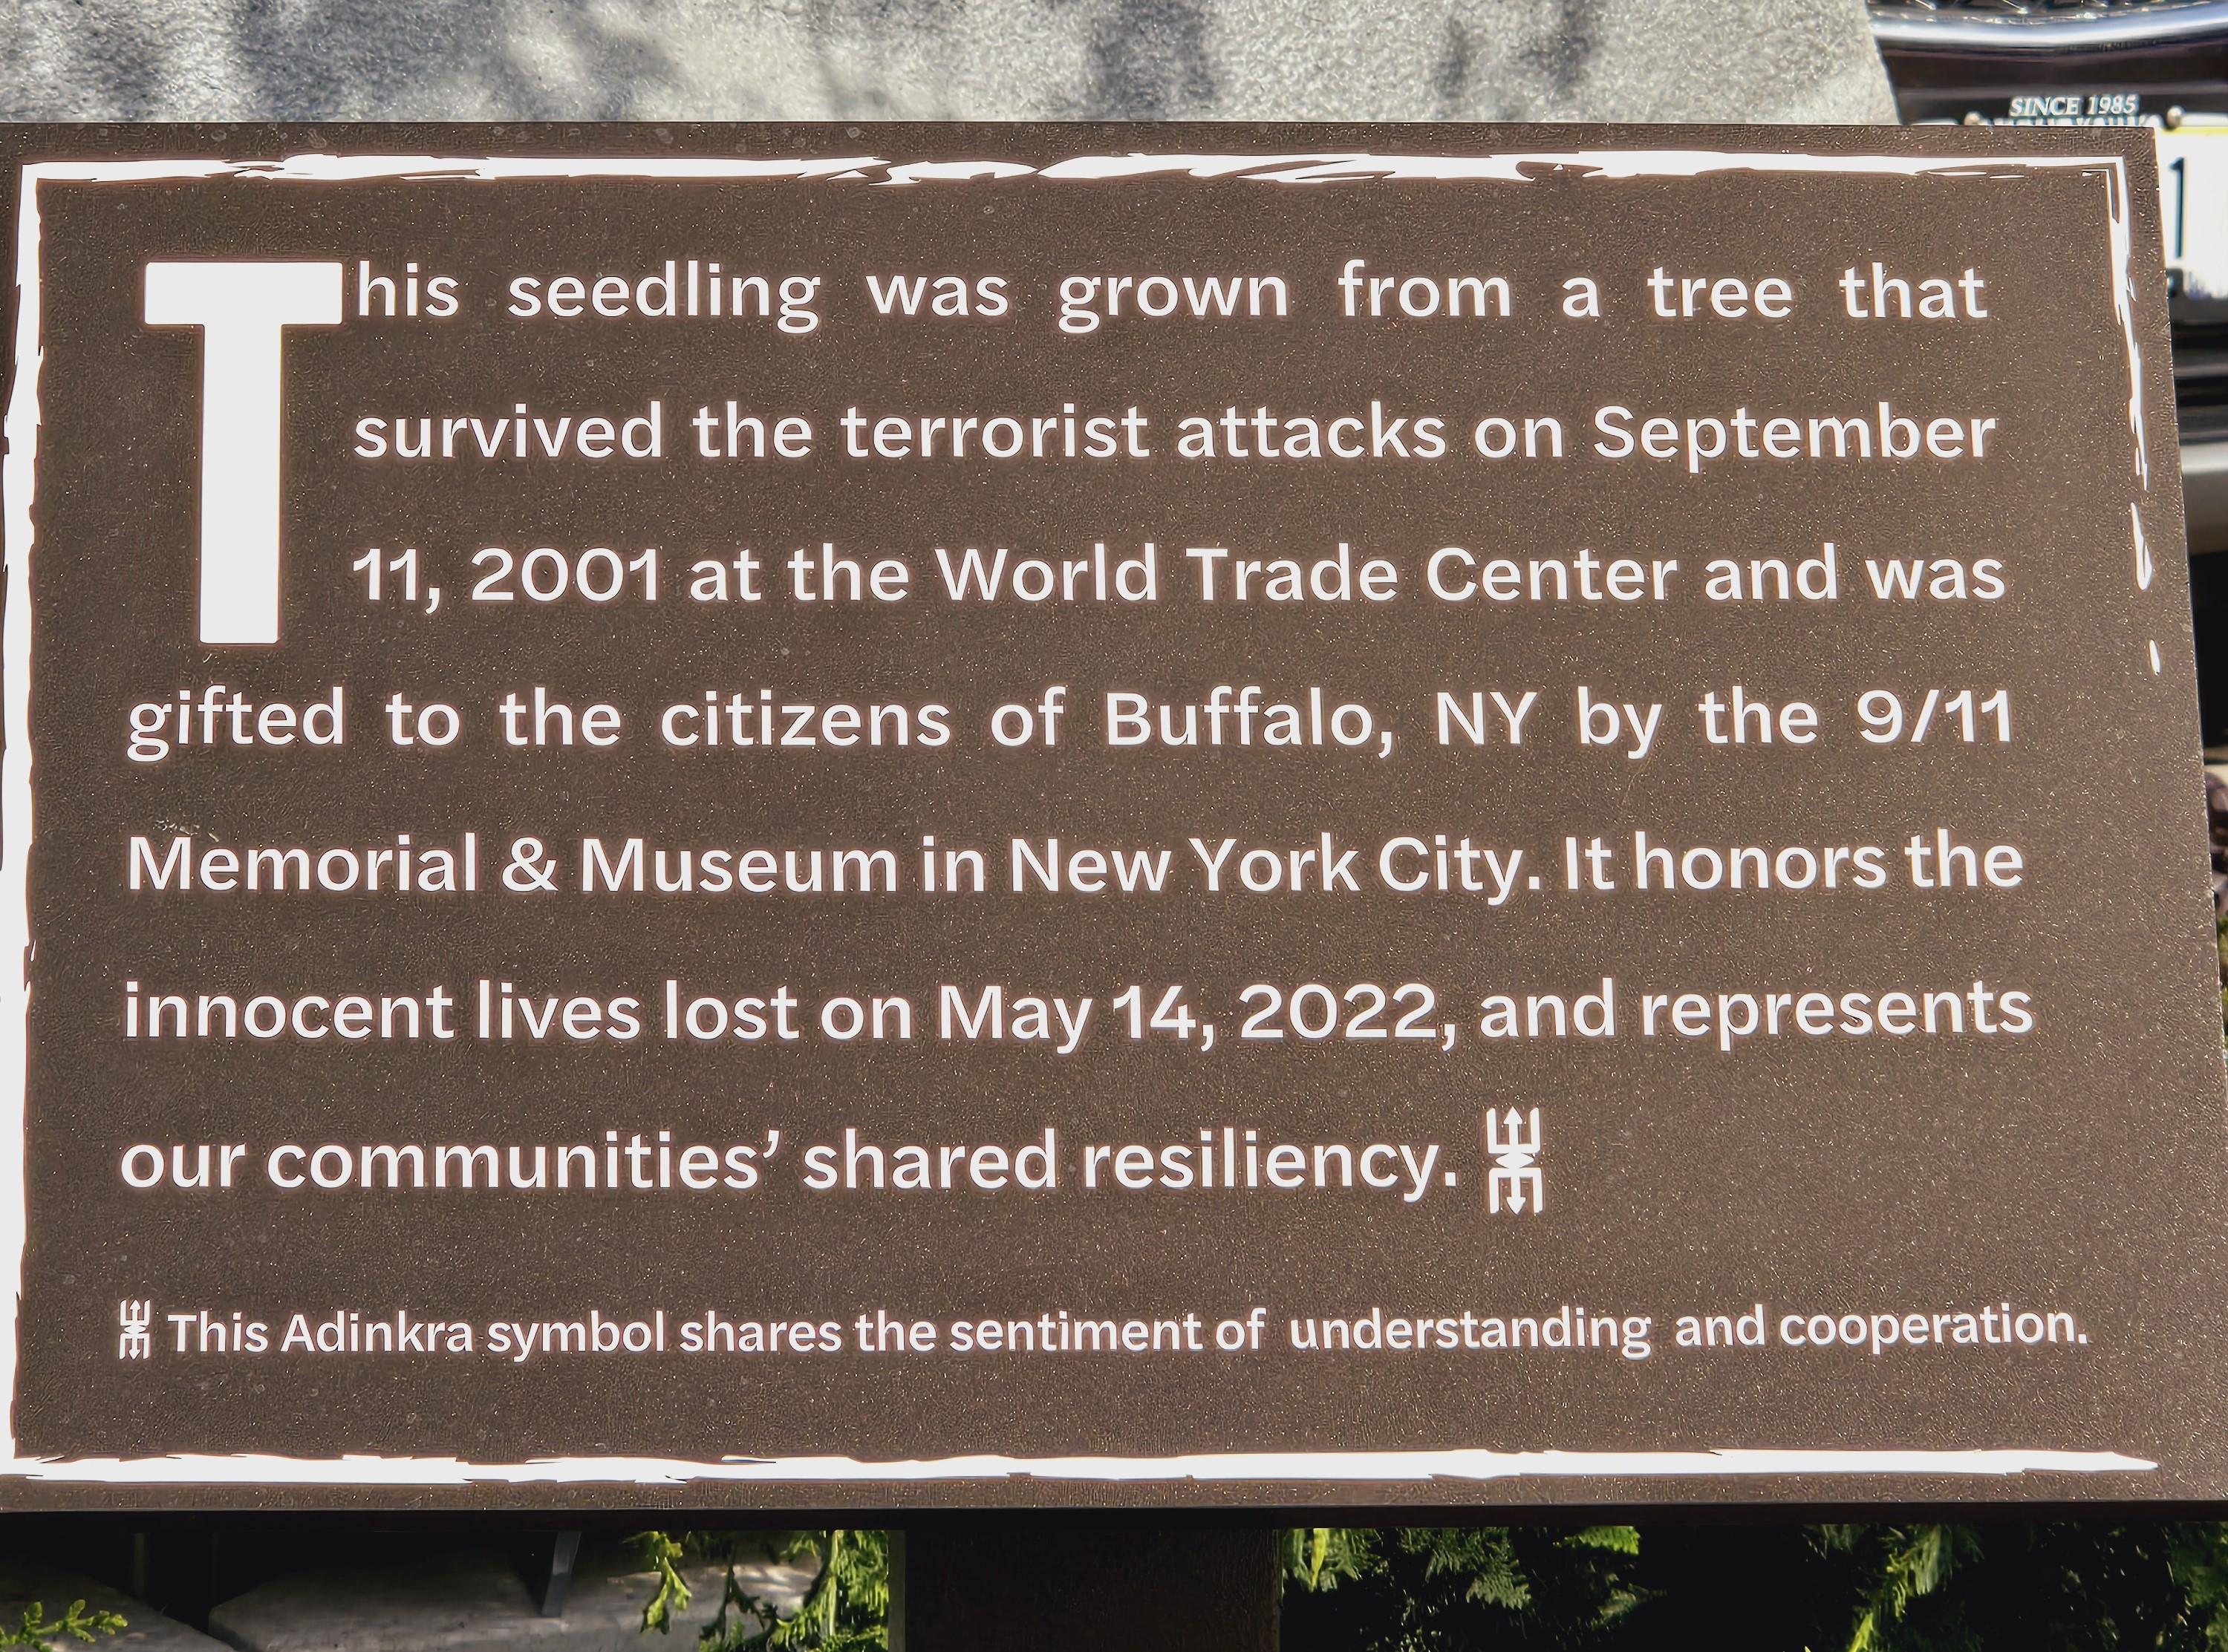 SINCE 1985
1
This seedling was grown from a tree that
survived the terrorist attacks on September
11, 2001 at the World Trade Center and was
gifted to the citizens of Buffalo, NY by the 9/11
Memorial & Museum in New York City. It honors the
innocent lives lost on May 14, 2022, and represents
our communities’ shared resiliency.
This Adinkra symbol shares the sentiment of understanding and cooperation.